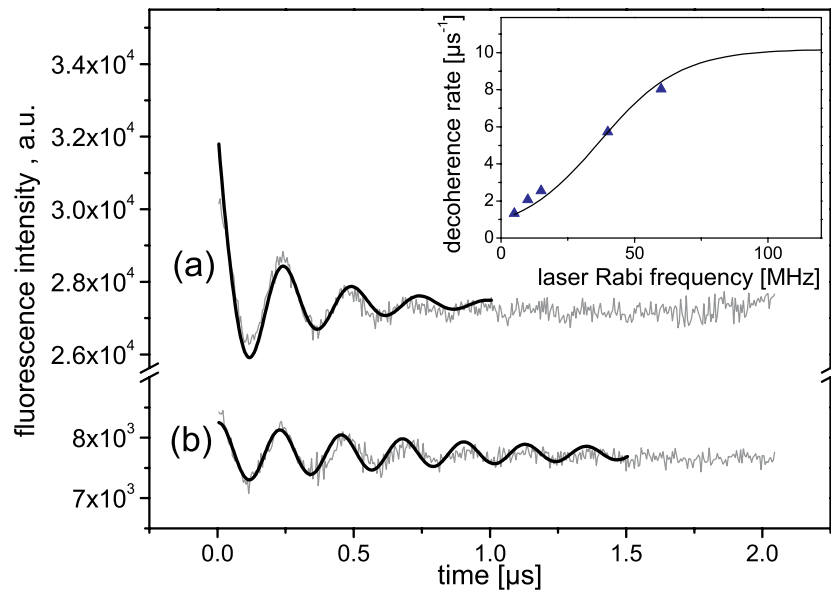 fluorescence intensity , a.u.
3.4x10⁴
3.2x10⁴
3.0x10⁴
2.8x10⁴
2.6x10⁴
8x10³
7x10³
(a)
(b)
0.0 0.5 1.0 1.5 2.0
time [µs]
decoherence rate [µs⁻¹]
10
8
6
4
2
0
0 50 100
laser Rabi frequency [MHz]